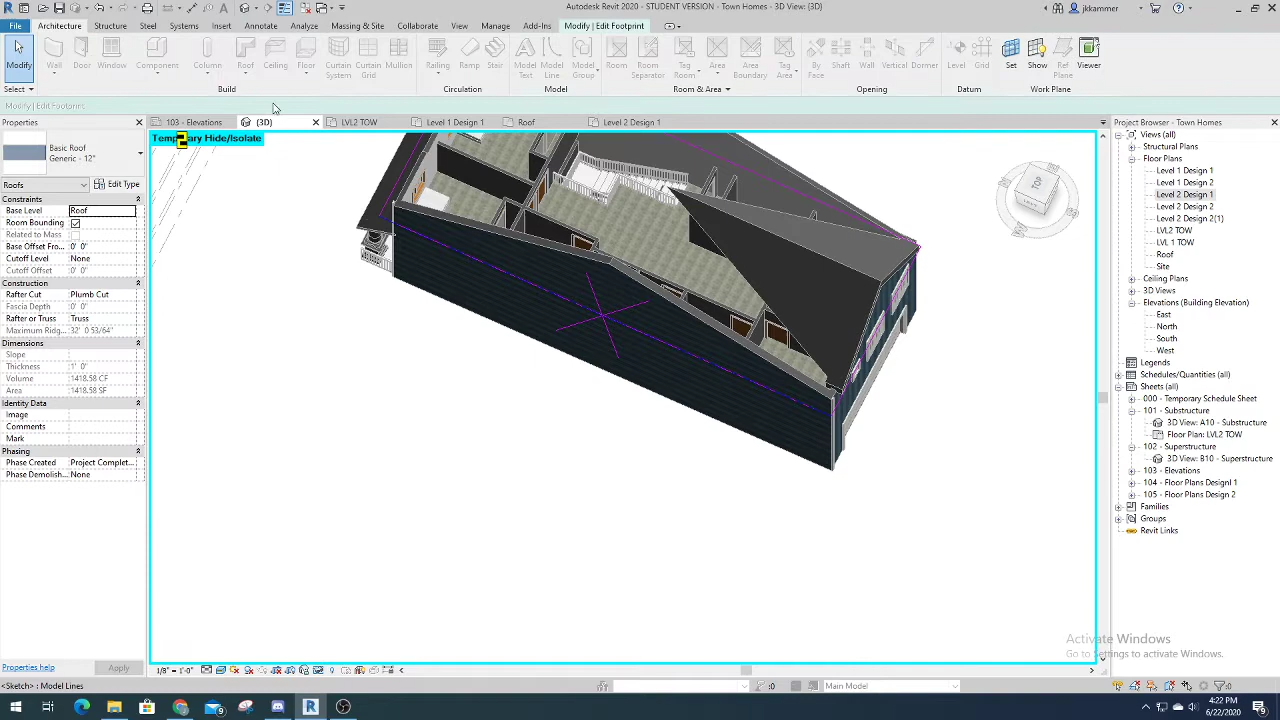 Autodesk Revit 2020 - STUDENT VERSION - Town Homes - 3D View: {3D}
jkkammer
File Architecture Structure Steel Systems Insert Annotate Analyze Massing & Site Collaborate View Manage Add-Ins Modify | Edit Footprint
Modify Wall Door Window Component Column Roof Ceiling Floor Curtain System Curtain Grid Mullion Railing Ramp Stair Model Text Model Line Model Group Room Room Separator Tag Room Area Area Boundary Tag Area By Face Shaft Wall Vertical Dormer Level Grid Set Show Ref Plane Viewer
Select Build Circulation Model Room & Area Opening Datum Work Plane
Modify | Edit Footprint
Properties
103 - Elevations {3D} LVL2 TOW Level 1 Design 1 Roof Level 2 Design 1
Project Browser - Town Homes
Temporary Hide/Isolate
Basic Roof
Generic - 12"
Roofs Edit Type
Constraints
Base Level Roof
Room Bounding
Related to Mass
Base Offset Fro... 0' 0"
Cutoff Level None
Cutoff Offset 0' 0"
Construction
Rafter Cut Plumb Cut
Fascia Depth 0' 0"
Rafter or Truss Truss
Maximum Ridg... 32' 0 53/64"
Dimensions
Slope
Thickness 1' 0"
Volume 1418.58 CF
Area 1418.58 SF
Identity Data
Image
Comments
Mark
Phasing
Phase Created Project Complet...
Phase Demolish... None
Properties help Apply
TOP
Views (all)
Structural Plans
Floor Plans
Level 1 Design 1
Level 1 Design 2
Level 2 Design 1
Level 2 Design 2
Level 2 Design 2(1)
LVL2 TOW
LVL 1 TOW
Roof
Site
Ceiling Plans
3D Views
Elevations (Building Elevation)
East
North
South
West
Legends
Schedules/Quantities (all)
Sheets (all)
000 - Temporary Schedule Sheet
101 - Substructure
3D View: A10 - Substructure
Floor Plan: LVL2 TOW
102 - Superstructure
3D View: B10 - Superstructure
103 - Elevations
104 - Floor Plans Design1 1
105 - Floor Plans Design 2
Families
Groups
Revit Links
Activate Windows
Go to Settings to activate Windows.
1/8" = 1'-0"
<Sketch> : Model Lines
:0 Main Model :0
4:22 PM
6/22/2020